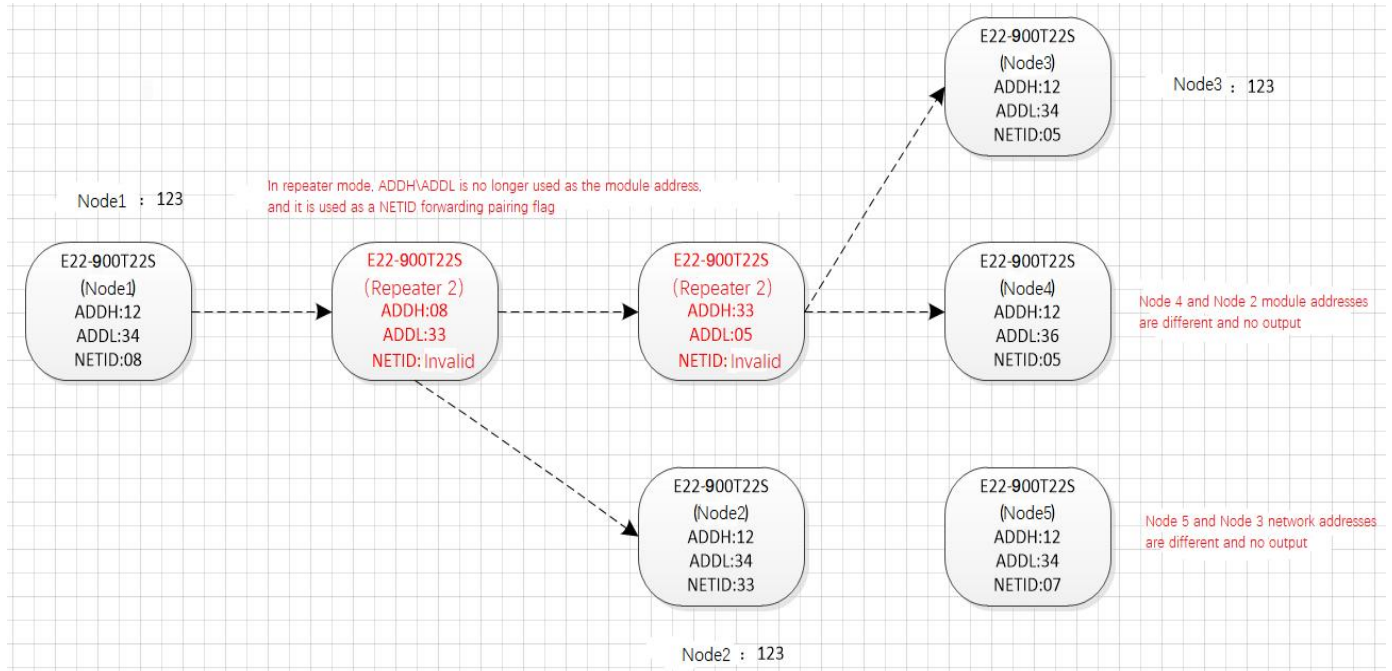 E22-900T22S
(Node3)
ADDH:12
ADDL:34
NETID:05
Node3 : 123
In repeater mode, ADDH\ADDL is no longer used as the module address,
and it is used as a NETID forwarding pairing flag
Node1 : 123
E22-900T22S
(Node1)
ADDH:12
ADDL:34
NETID:08
E22-900T22S
(Repeater 2)
ADDH:08
ADDL:33
NETID: Invalid
E22-900T22S
(Repeater 2)
ADDH:33
ADDL:05
NETID: Invalid
E22-900T22S
(Node4)
ADDH:12
ADDL:36
NETID:05
Node 4 and Node 2 module addresses
are different and no output
E22-900T22S
(Node2)
ADDH:12
ADDL:34
NETID:33
E22-900T22S
(Node5)
ADDH:12
ADDL:34
NETID:07
Node 5 and Node 3 network addresses
are different and no output
Node2 : 123